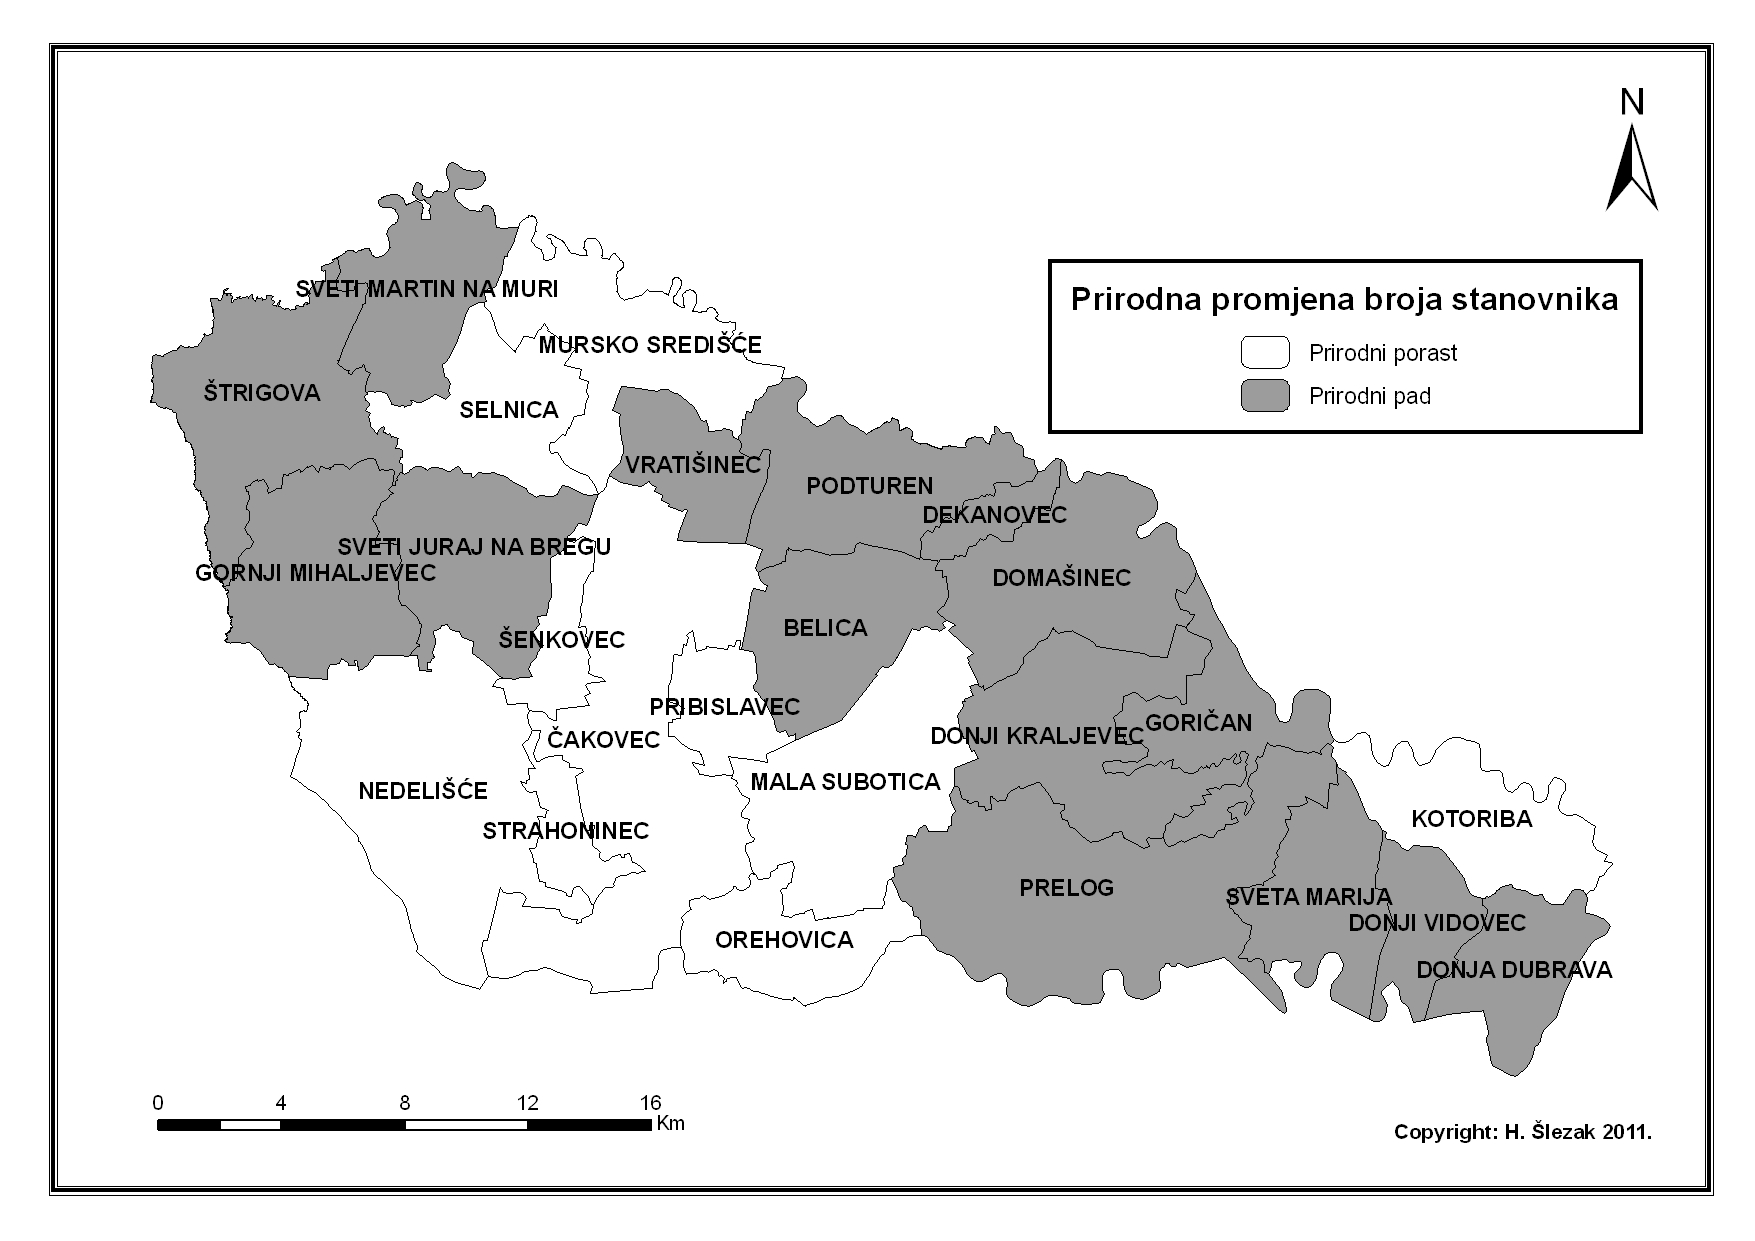 N
Prirodna promjena broja stanovnika
Prirodni porast
Prirodni pad
SVETI MARTIN NA MURI
MURSKO SREDIŠĆE
ŠTRIGOVA
SELNICA
VRATIŠINEC
PODTUREN
DEKANOVEC
SVETI JURAJ NA BREGU
GORNJI MIHALJEVEC
DOMAŠINEC
BELICA
ŠENKOVEC
PRIBISLAVEC
GORIČAN
DONJI KRALJEVEC
ČAKOVEC
MALA SUBOTICA
NEDELIŠĆE
KOTORIBA
STRAHONINEC
PRELOG
SVETA MARIJA
DONJI VIDOVEC
OREHOVICA
DONJA DUBRAVA
0 4 8 12 16
Km
Copyright: H. Šlezak 2011.